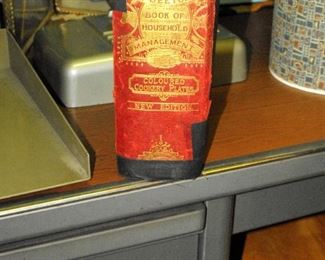 BOOK OF
HOUSEHOLD
MANAGEMENT
COLOURED
COOKERY PLATES
NEW EDITION